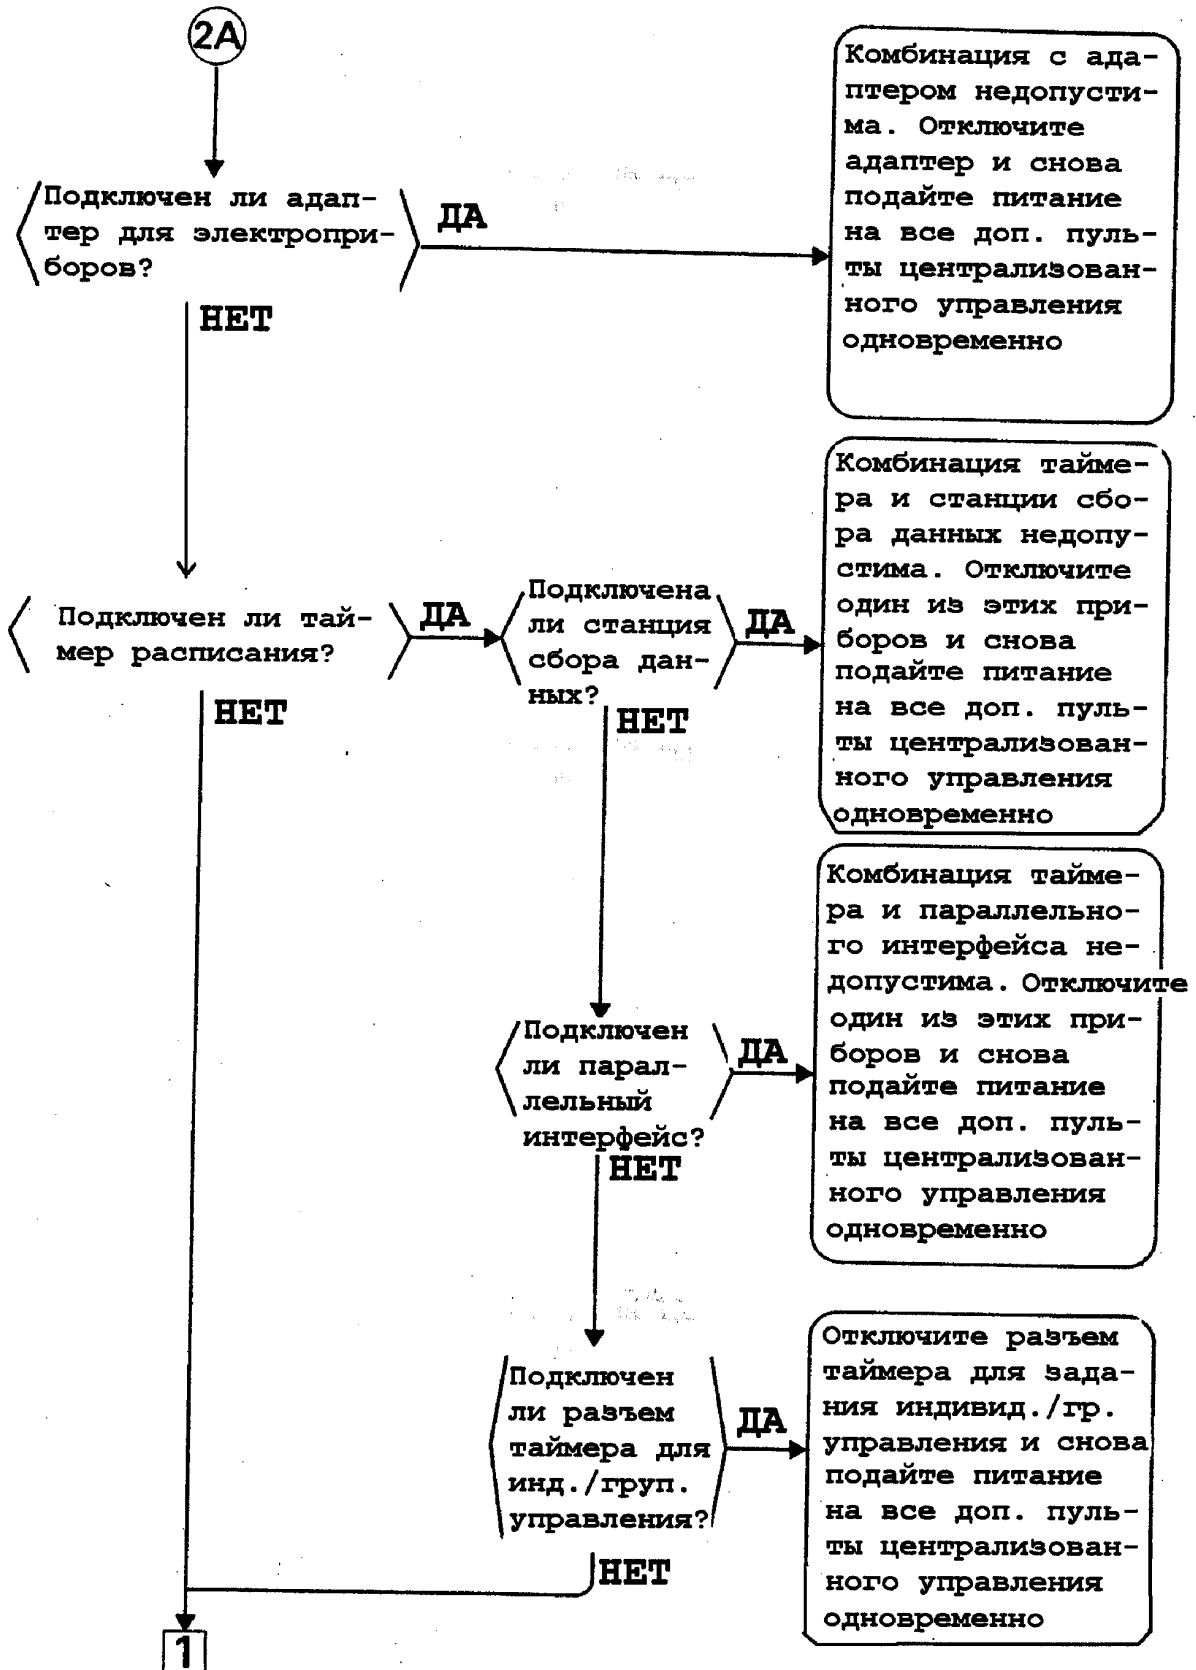 2А
Подключен ли адап-
тер для электропри-
боров?
ДА
Комбинация с ада-
птером недопусти-
ма. Отключите
адаптер и снова
подайте питание
на все доп. пуль-
ты централизован-
ного управления
одновременно
НЕТ
Подключен ли тай-
мер расписания?
ДА
Подключена
ли станция
сбора дан-
ных?
ДА
Комбинация тайме-
ра и станции сбо-
ра данных недопу-
стима. Отключите
один из этих при-
боров и снова
подайте питание
на все доп. пуль-
ты централизован-
ного управления
одновременно
НЕТ
НЕТ
Подключен
ли парал-
лельный
интерфейс?
ДА
Комбинация тайме-
ра и параллельно-
го интерфейса не-
допустима. Отключите
один из этих при-
боров и снова
подайте питание
на все доп. пуль-
ты централизован-
ного управления
одновременно
НЕТ
Подключен
ли разъем
таймера для
инд./груп.
управления?
ДА
Отключите разъем
таймера для зада-
ния индивид./гр.
управления и снова
подайте питание
на все доп. пуль-
ты централизован-
ного управления
одновременно
НЕТ
1